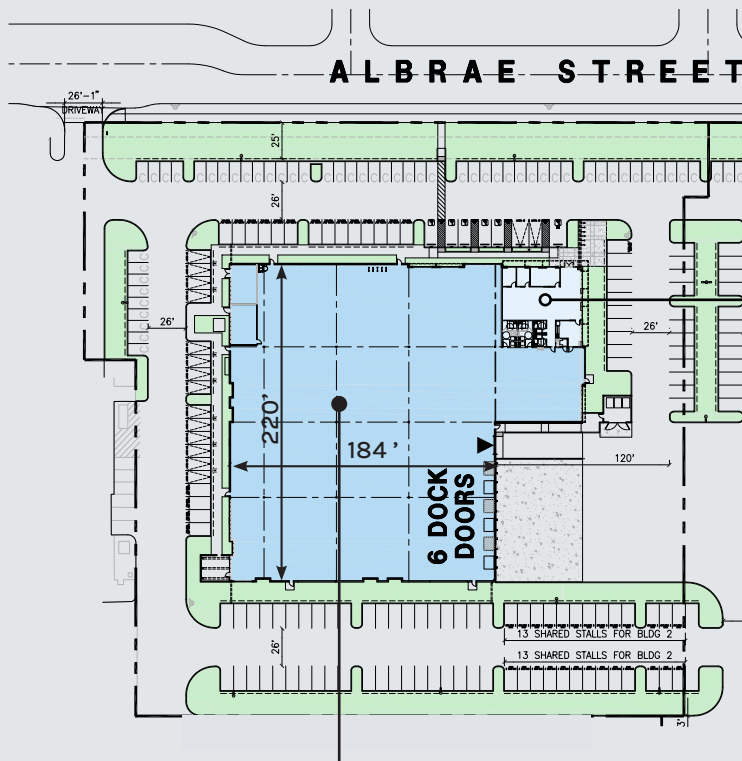 ALBRAE STREET
26'-1"
DRIVEWAY
25'
26'
26'
26'
220'
184'
120'
6 DOCK
DOORS
13 SHARED STALLS FOR BLDG 2
26'
13 SHARED STALLS FOR BLDG 2
3'